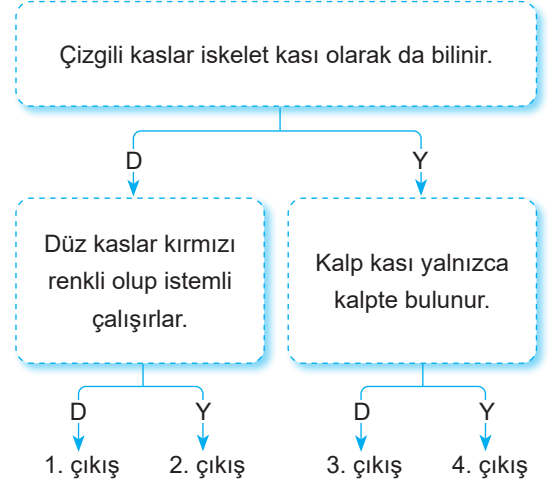 Çizgili kaslar iskelet kası olarak da bilinir.
D
Y
Düz kaslar kırmızı
renkli olup istemli
çalışırlar.
Kalp kası yalnızca
kalpte bulunur.
D
Y
D
Y
1. çıkış
2. çıkış
3. çıkış
4. çıkış